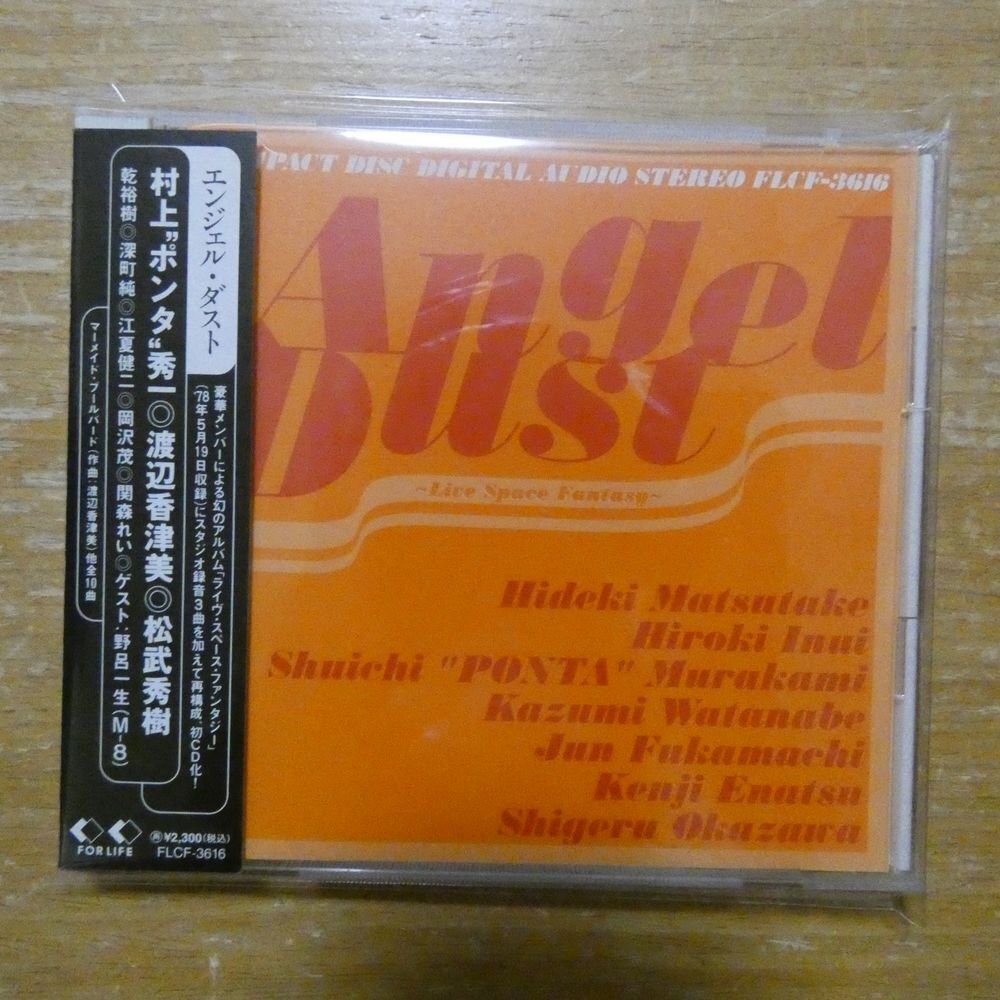 エンジェル・ダスト
豪華メンバーによる幻のアルバム「ライヴ・スペース・ファンタジー」
('78年5月19日収録)にスタジオ録音3曲を加えて再構成、初CD化!
村上"ポンタ"秀一◎渡辺香津美◎松武秀樹
乾裕樹◎深町純◎江夏健二◎岡沢茂◎関森れい◎ゲスト:野呂一生(M-8)
マーメイド・ブールバード(作曲:渡辺香津美)他全10曲
FOR LIFE
再¥2,300(税込)
FLCF-3616
PACT DISC DIGITAL AUDIO STEREO FLCF-3616
Angel
Dust
~Live Space Fantasy~
Hideki Matsutake
Hiroki Inui
Shuichi "PONTA" Murakami
Kazumi Watanabe
Jun Fukamachi
Kenji Enatsu
Shigeru Okazawa